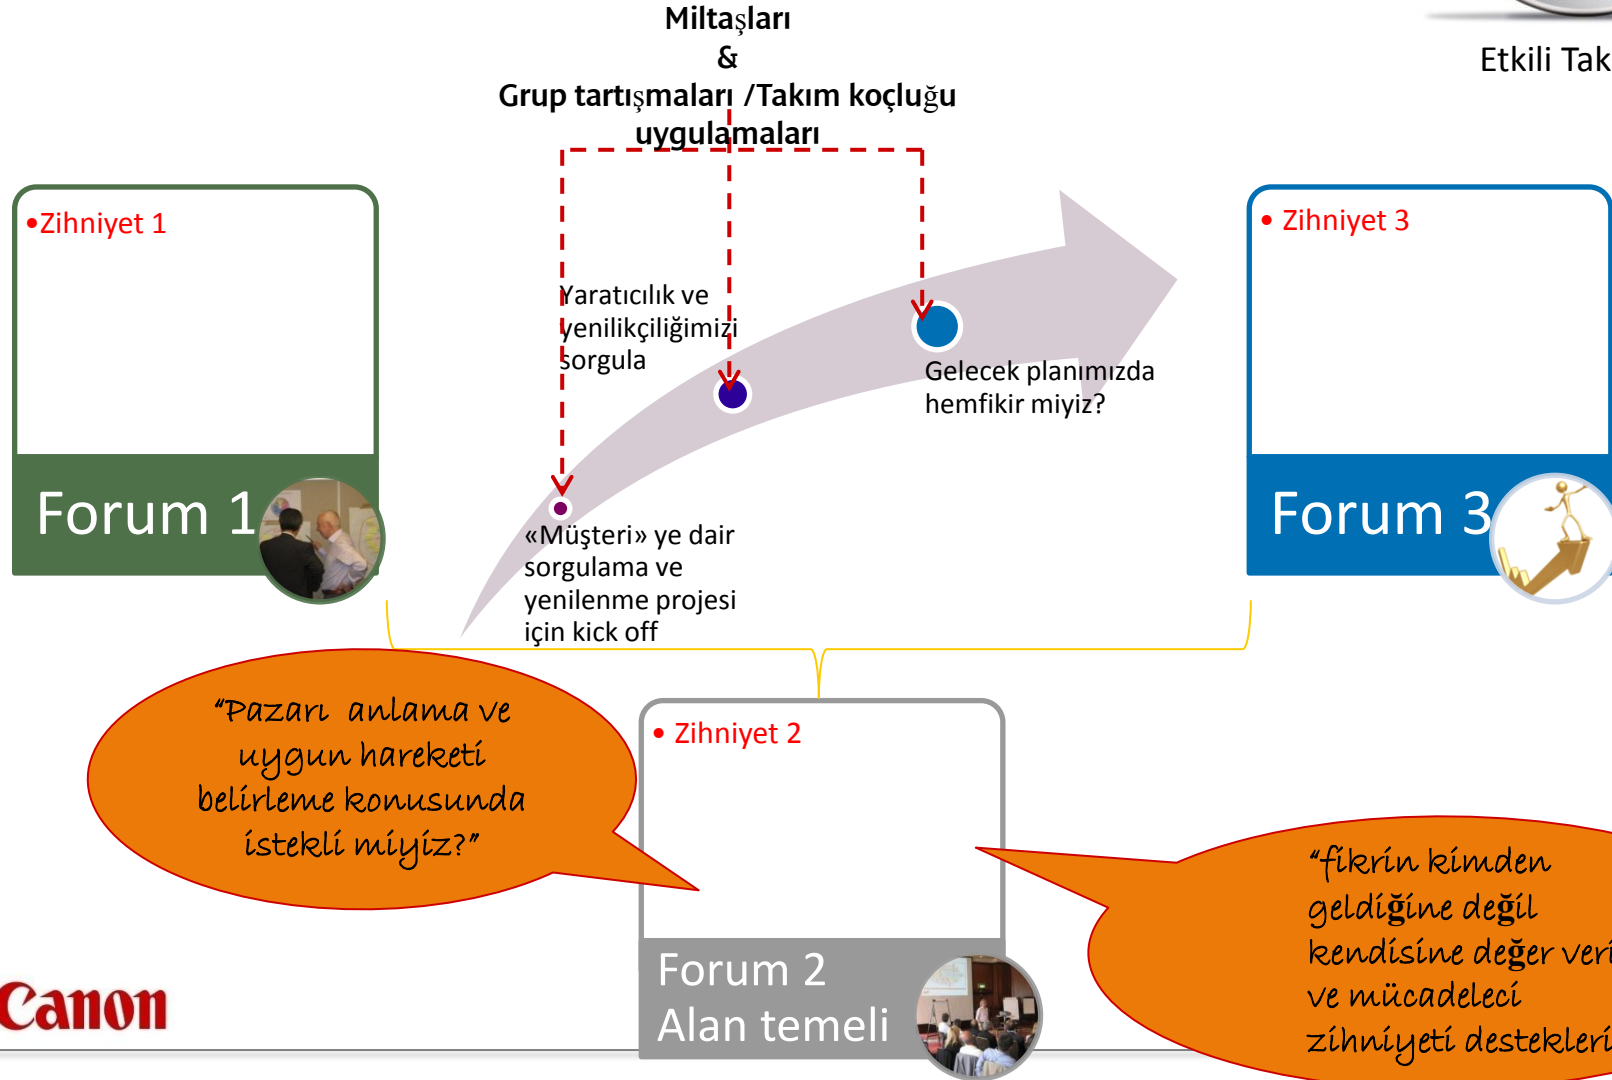 Miltaşları
&
Grup tartışmaları /Takım koçluğu
uygulamaları
Etkili
•Zihniyet 1
Forum 1
Yaratıcılık ve
yenilikçiliğimizi
sorgula
Gelecek planımızda
hemfikir miyiz?
«Müşteri» ye dair
sorgulama ve
yenilenme projesi
için kick off
• Zihniyet 3
Forum 3
"Pazarı anlama ve
uygun hareketi
belirleme konusunda
istekli miyiz?"
• Zihniyet 2
Forum 2
Alan temeli
"fikrin kimden
geldiğine değil
kendisine değer
ve mücadeleci
zihniyeti
Canon